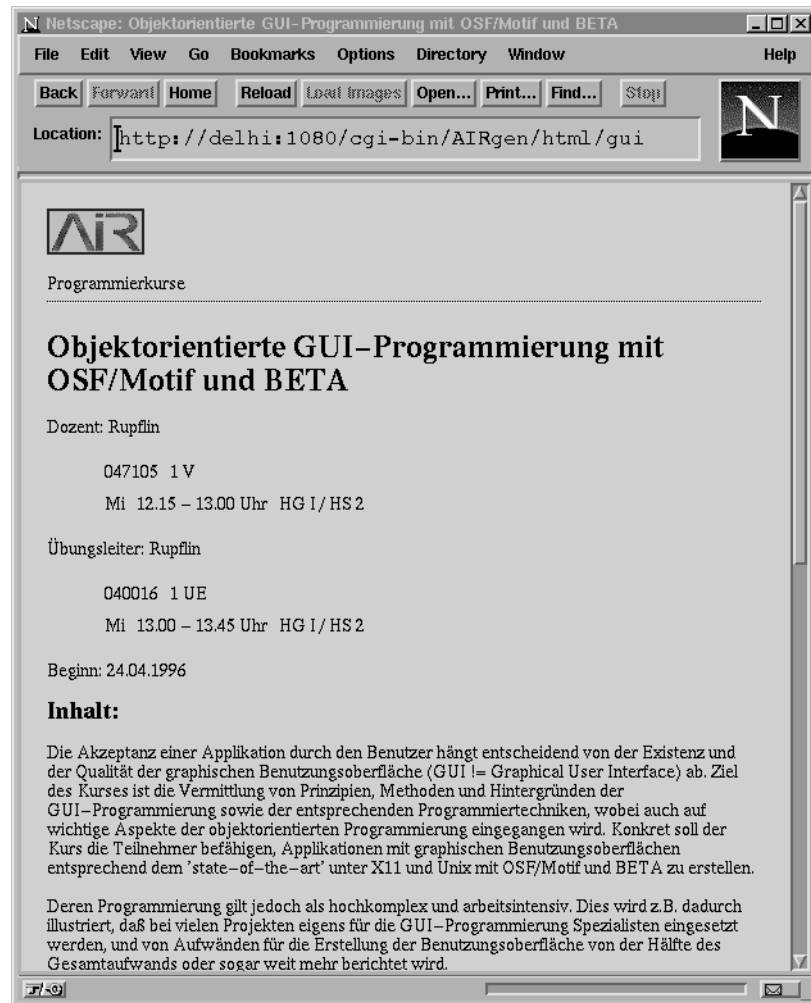 Netscape: Objektorientierte GUI-Programmierung mit OSF/Motif und BETA
File Edit View Go Bookmarks Options Directory Window Help
Back Forward Home Reload Load Images Open... Print... Find... Stop
N
Location: http://delhi:1080/cgi-bin/AIRgen/html/gui
AiR
Programmierkurse
Objektorientierte GUI–Programmierung mit
OSF/Motif und BETA
Dozent: Rupflin
047105 1 V
Mi 12.15 – 13.00 Uhr HG I/ HS 2
Übungsleiter: Rupflin
040016 1 UE
Mi 13.00 – 13.45 Uhr HG I/ HS 2
Beginn: 24.04.1996
Inhalt:
Die Akzeptanz einer Applikation durch den Benutzer hängt entscheidend von der Existenz und
der Qualität der graphischen Benutzungsoberfläche (GUI != Graphical User Interface) ab. Ziel
des Kurses ist die Vermittlung von Prinzipien, Methoden und Hintergründen der
GUI–Programmierung sowie der entsprechenden Programmiertechniken, wobei auch auf
wichtige Aspekte der objektorientierten Programmierung eingegangen wird. Konkret soll der
Kurs die Teilnehmer befähigen, Applikationen mit graphischen Benutzungsoberflächen
entsprechend dem 'state–of–the–art' unter X11 und Unix mit OSF/Motif und BETA zu erstellen.
Deren Programmierung gilt jedoch als hochkomplex und arbeitsintensiv. Dies wird z.B. dadurch
illustriert, daß bei vielen Projekten eigens für die GUI–Programmierung Spezialisten eingesetzt
werden, und von Aufwänden für die Erstellung der Benutzungsoberfläche von der Hälfte des
Gesamtaufwands oder sogar weit mehr berichtet wird.